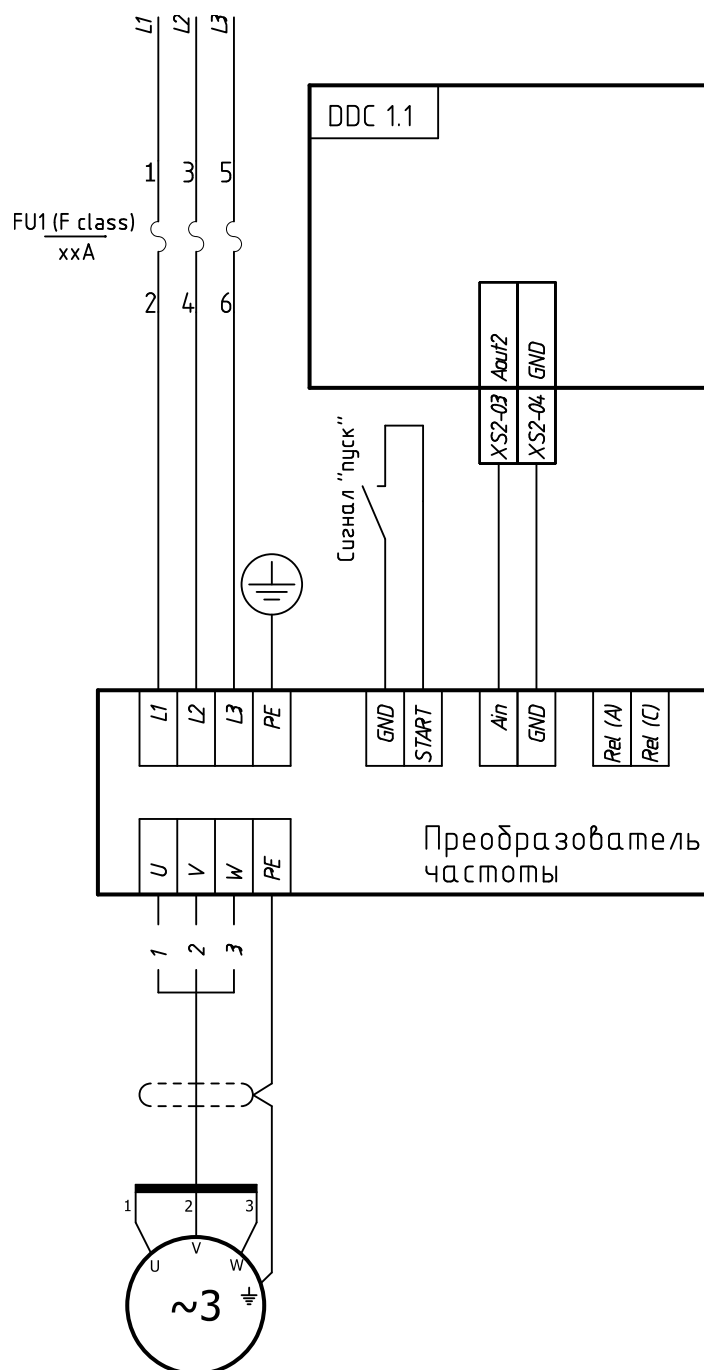 L1
L2
L3
DDC 1.1
1
3
5
FU1 (F class)
xxA
2
4
6
Aout2
GND
XS2-03
XS2-04
Сигнал "пуск"
L1
L2
L3
PE
GND
START
Ain
GND
Rel (A)
Rel (C)
Преобразователь
частоты
U
V
W
PE
1
2
3
1
2
3
U
V
W
~3